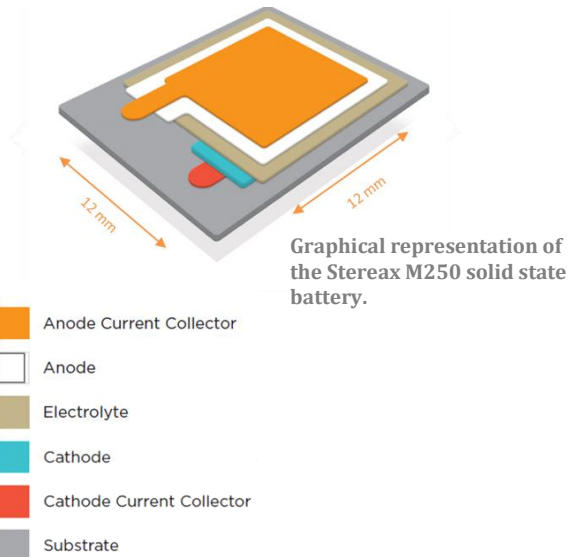 12 mm
12 mm
Graphical representation of
the Stereax M250 solid state
battery.
Anode Current Collector
Anode
Electrolyte
Cathode
Cathode Current Collector
Substrate